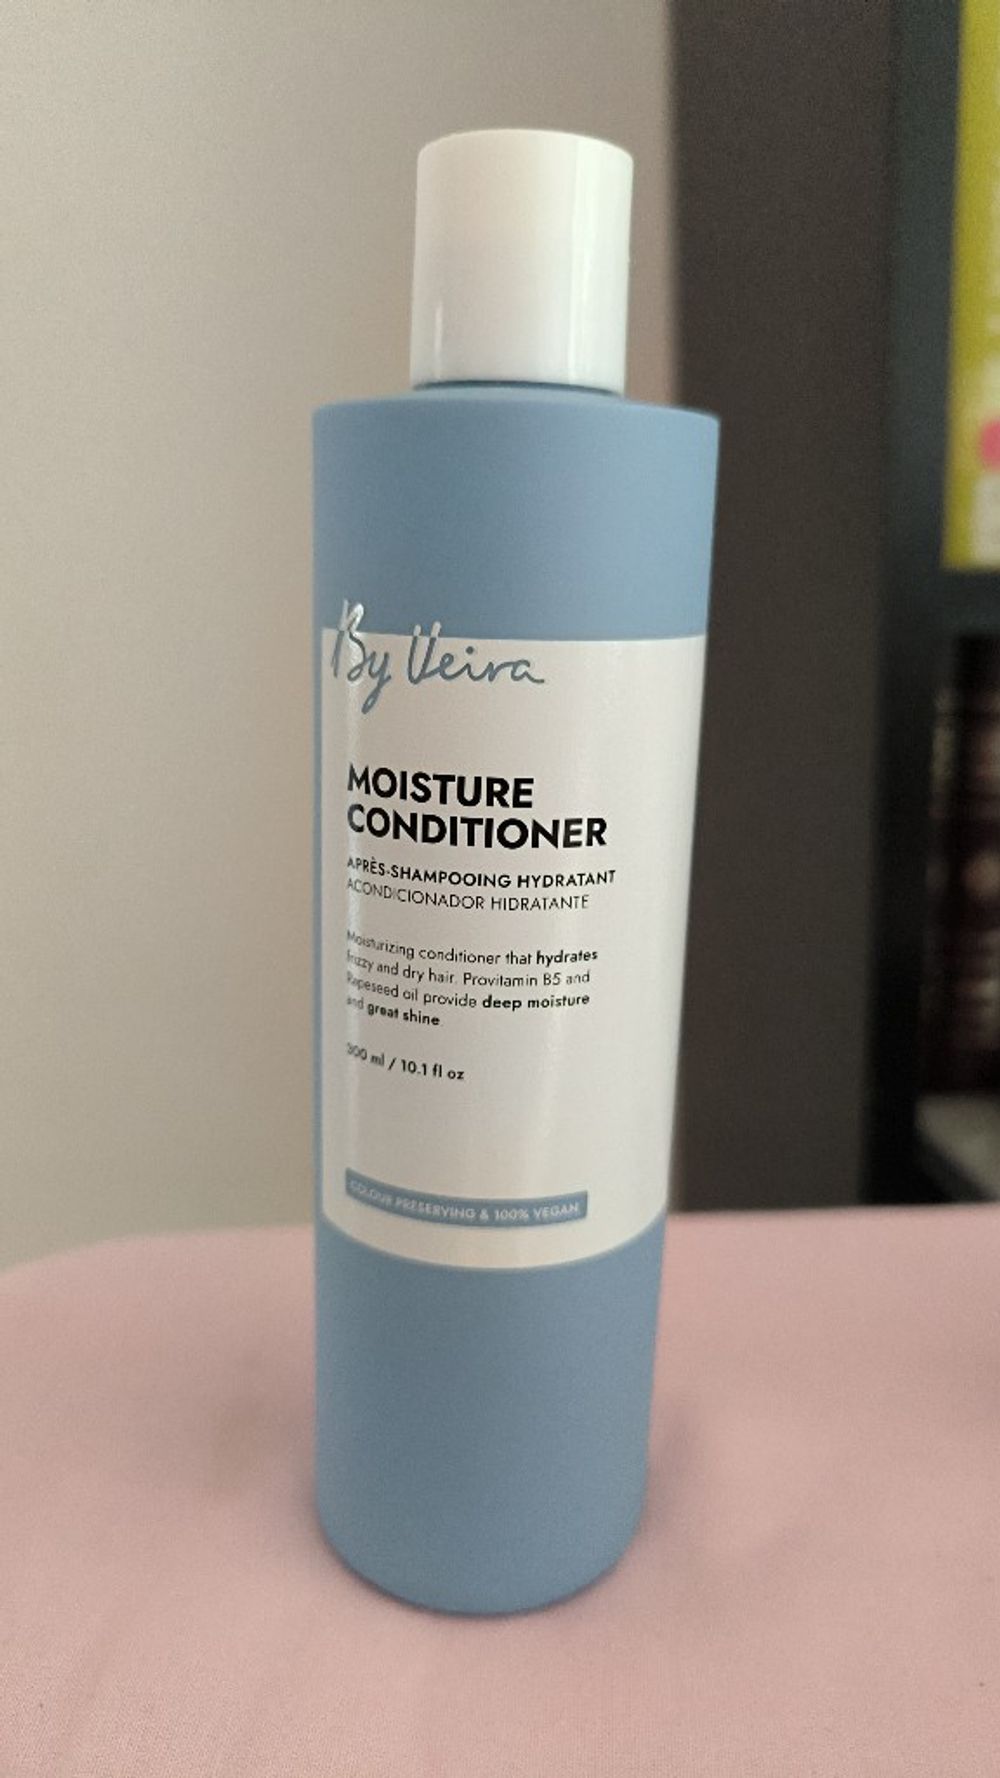 By Veira
MOISTURE
CONDITIONER
APRÈS-SHAMPOOING HYDRATANT
ACONDICIONADOR HIDRATANTE
Moisturizing conditioner that hydrates
frizzy and dry hair. Provitamin B5 and
Rapeseed oil provide deep moisture
and great shine.
300 ml / 10.1 fl oz
COLOUR PRESERVING & 100% VEGAN